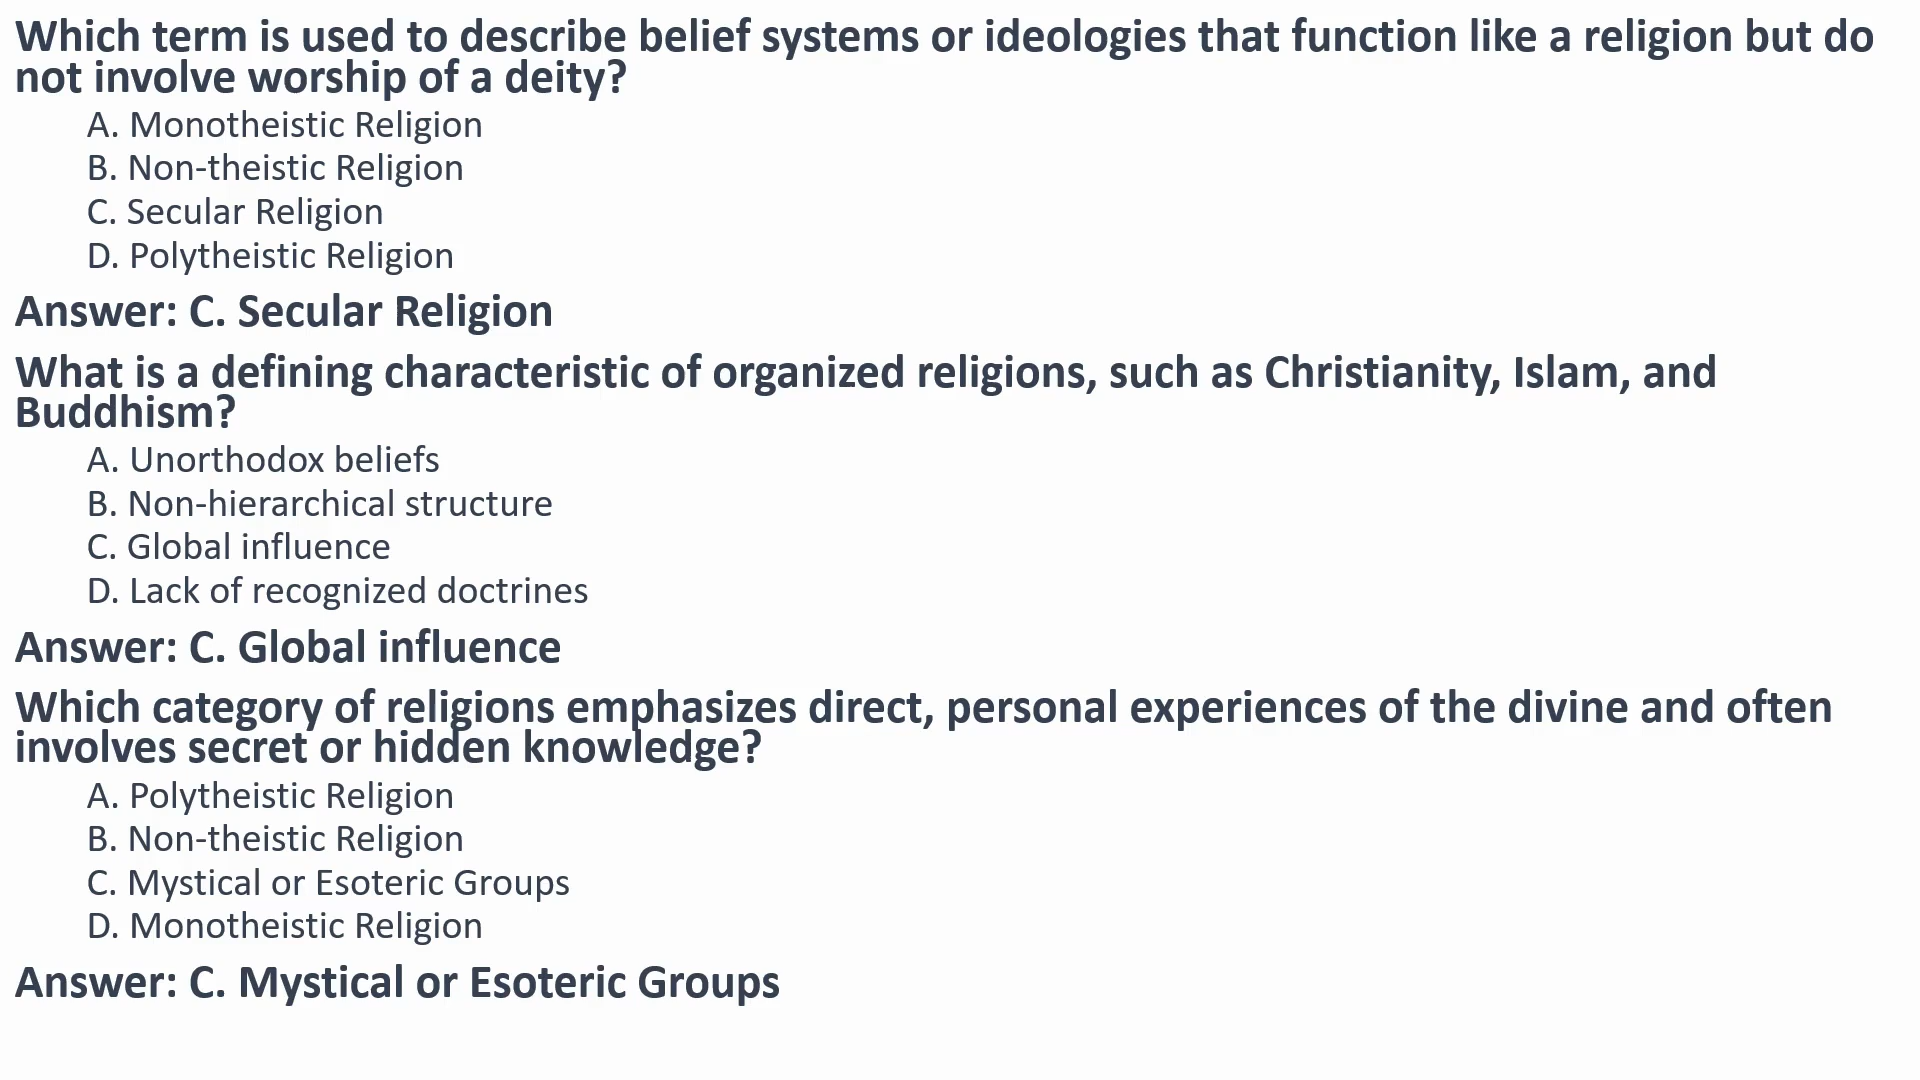 Which term is used to describe belief systems or ideologies that function like a religion but do
not involve worship of a deity?
A. Monotheistic Religion
B. Non-theistic Religion
C. Secular Religion
D. Polytheistic Religion
Answer: C. Secular Religion
What is a defining characteristic of organized religions, such as Christianity, Islam, and
Buddhism?
A. Unorthodox beliefs
B. Non-hierarchical structure
C. Global influence
D. Lack of recognized doctrines
Answer: C. Global influence
Which category of religions emphasizes direct, personal experiences of the divine and often
involves secret or hidden knowledge?
A. Polytheistic Religion
B. Non-theistic Religion
C. Mystical or Esoteric Groups
D. Monotheistic Religion
Answer: C. Mystical or Esoteric Groups